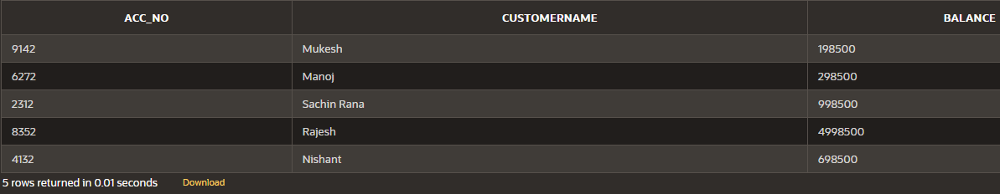 ACC_NO CUSTOMERNAME BALANCE
9142 Mukesh 198500
6272 Manoj 298500
2312 Sachin Rana 998500
8352 Rajesh 4998500
4132 Nishant 698500
5 rows returned in 0.01 seconds Download